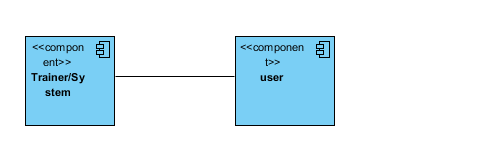 <<compon
ent>>
Trainer/Sy
stem
<<componen
t>>
user